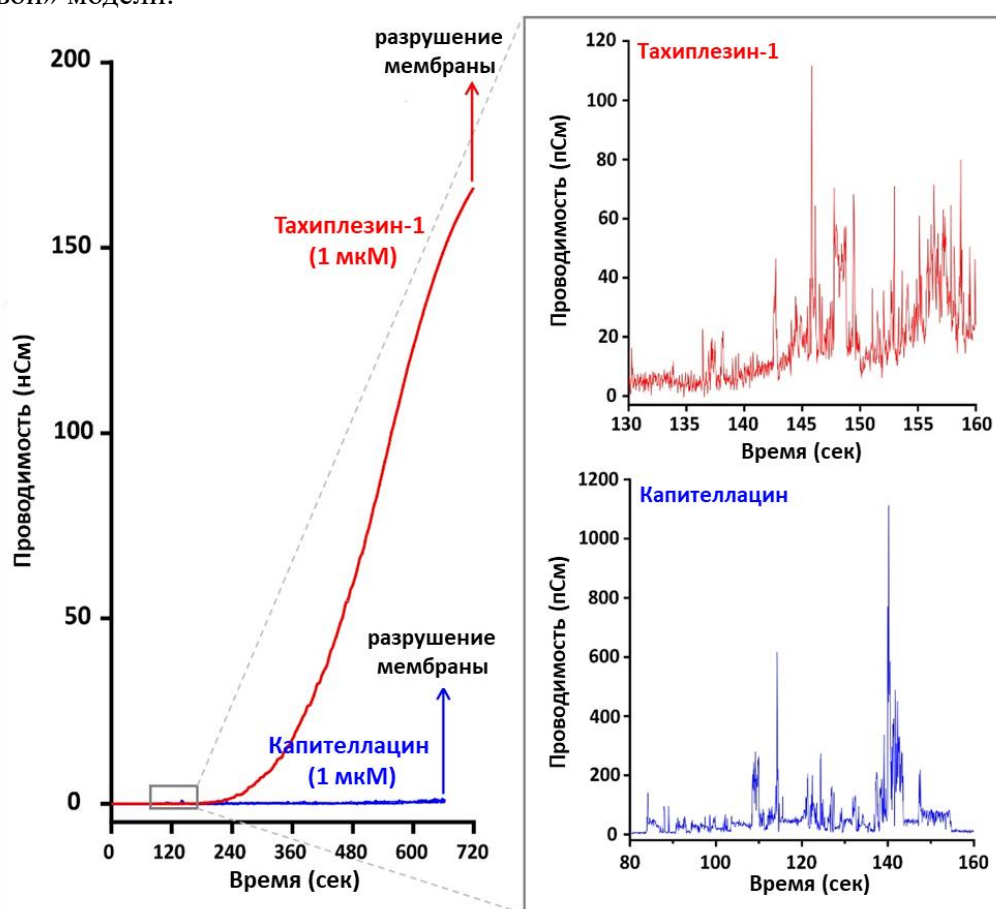 вой» модели.
разрушение
мембраны
200
150
100
50
0
Проводимость (нСм)
Тахиплезин-1
(1 мкМ)
разрушение
мембраны
Капителлацин
(1 мкМ)
0 120 240 360 480 600 720
Время (сек)
Тахиплезин-1
120
100
80
60
40
20
0
Проводимость (пСм)
130 135 140 145 150 155 160
Время (сек)
Капителлацин
1200
1000
800
600
400
200
0
Проводимость (пСм)
80 100 120 140 160
Время (сек)